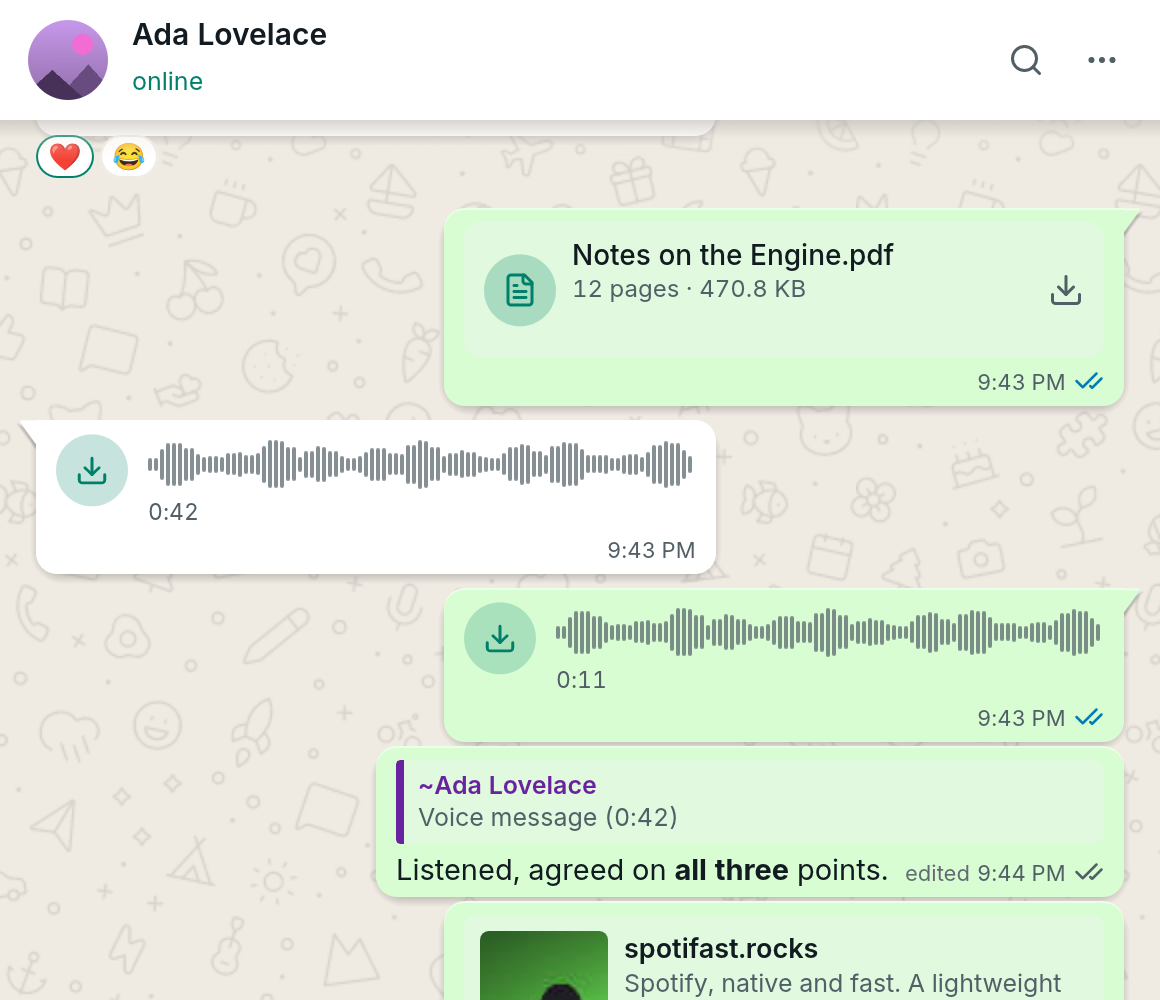 Ada Lovelace
online
Notes on the Engine.pdf
12 pages · 470.8 KB
9:43 PM
0:42
9:43 PM
0:11
9:43 PM
~Ada Lovelace
Voice message (0:42)
Listened, agreed on all three points. edited 9:44 PM
spotifast.rocks
Spotify, native and fast. A lightweight